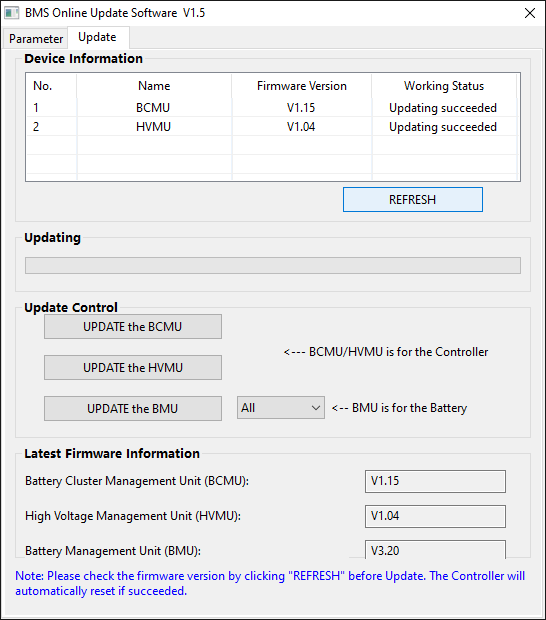 BMS Online Update Software V1.5
Parameter Update
Device Information
No. Name Firmware Version Working Status
1 BCMU V1.15 Updating succeeded
2 HVMU V1.04 Updating succeeded
REFRESH
Updating
Update Control
UPDATE the BCMU
<--- BCMU/HVMU is for the Controller
UPDATE the HVMU
UPDATE the BMU All <-- BMU is for the Battery
Latest Firmware Information
Battery Cluster Management Unit (BCMU): V1.15
High Voltage Management Unit (HVMU): V1.04
Battery Management Unit (BMU): V3.20
Note: Please check the firmware version by clicking "REFRESH" before Update. The Controller will
automatically reset if succeeded.